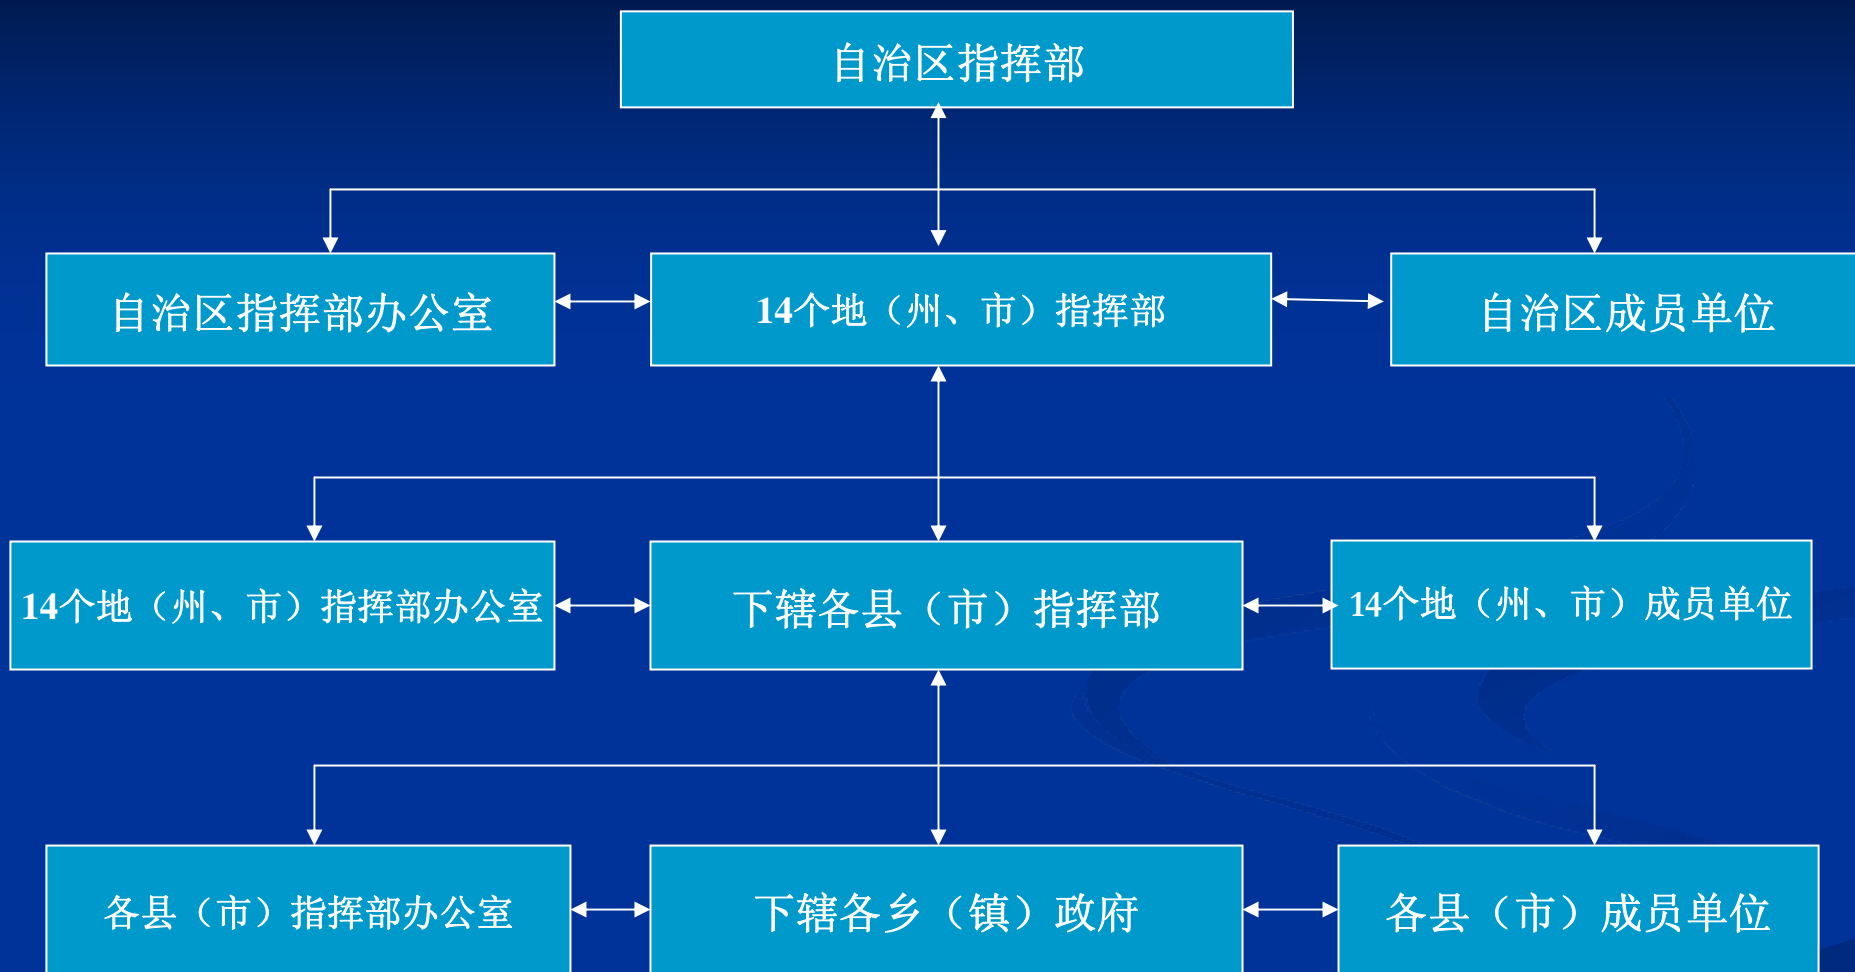 自治区指挥部
自治区指挥部办公室
14个地（州、市）指挥部
自治区成员单位
14个地（州、市）指挥部办公室
下辖各县（市）指挥部
14个地（州、市）成员单位
各县（市）指挥部办公室
下辖各乡（镇）政府
各县（市）成员单位